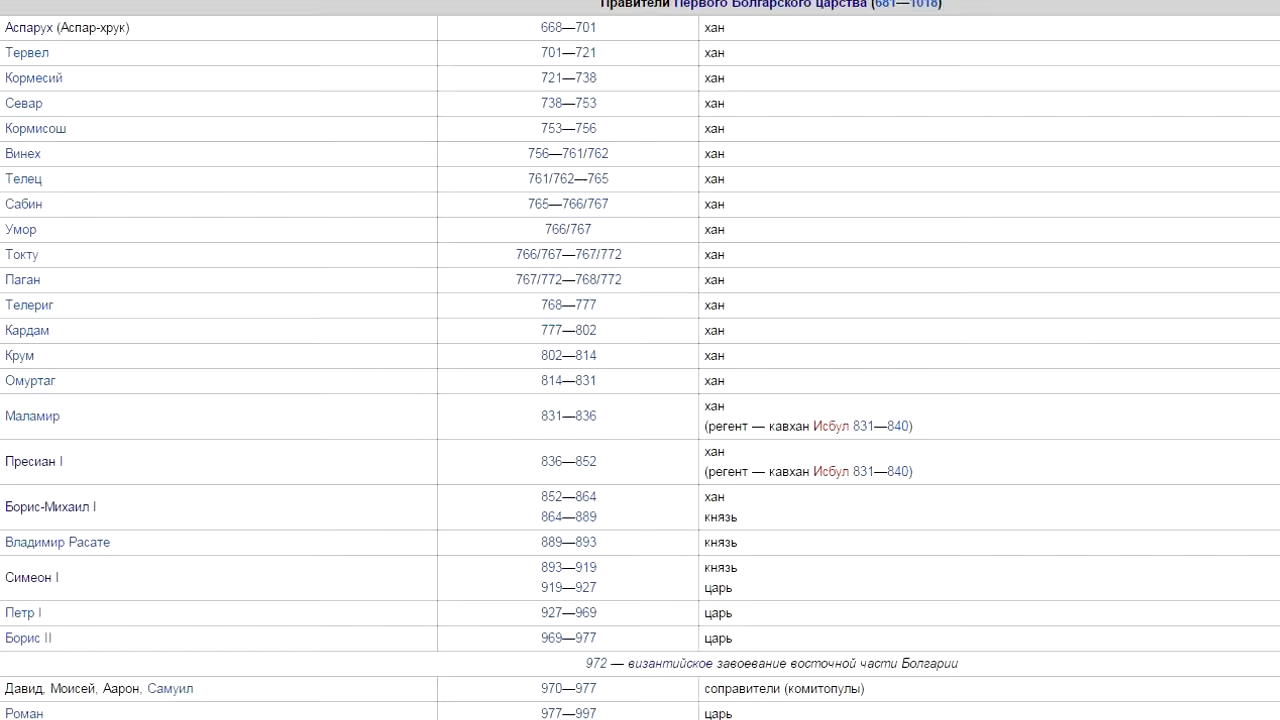 Правители Первого Болгарского царства (681—1018)
Аспарух (Аспар-хрук) 668—701 хан
Тервел 701—721 хан
Кормесий 721—738 хан
Севар 738—753 хан
Кормисош 753—756 хан
Винех 756—761/762 хан
Телец 761/762—765 хан
Сабин 765—766/767 хан
Умор 766/767 хан
Токту 766/767—767/772 хан
Паган 767/772—768/772 хан
Телериг 768—777 хан
Кардам 777—802 хан
Крум 802—814 хан
Омуртаг 814—831 хан
Маламир 831—836 хан
(регент — кавхан Исбул 831—840)
Пресиан I 836—852 хан
(регент — кавхан Исбул 831—840)
Борис-Михаил I 852—864 хан
864—889 князь
Владимир Расате 889—893 князь
Симеон I 893—919 князь
919—927 царь
Петр I 927—969 царь
Борис II 969—977 царь
972 — византийское завоевание восточной части Болгарии
Давид, Моисей, Аарон, Самуил 970—977 соправители (комитопулы)
Роман 977—997 царь